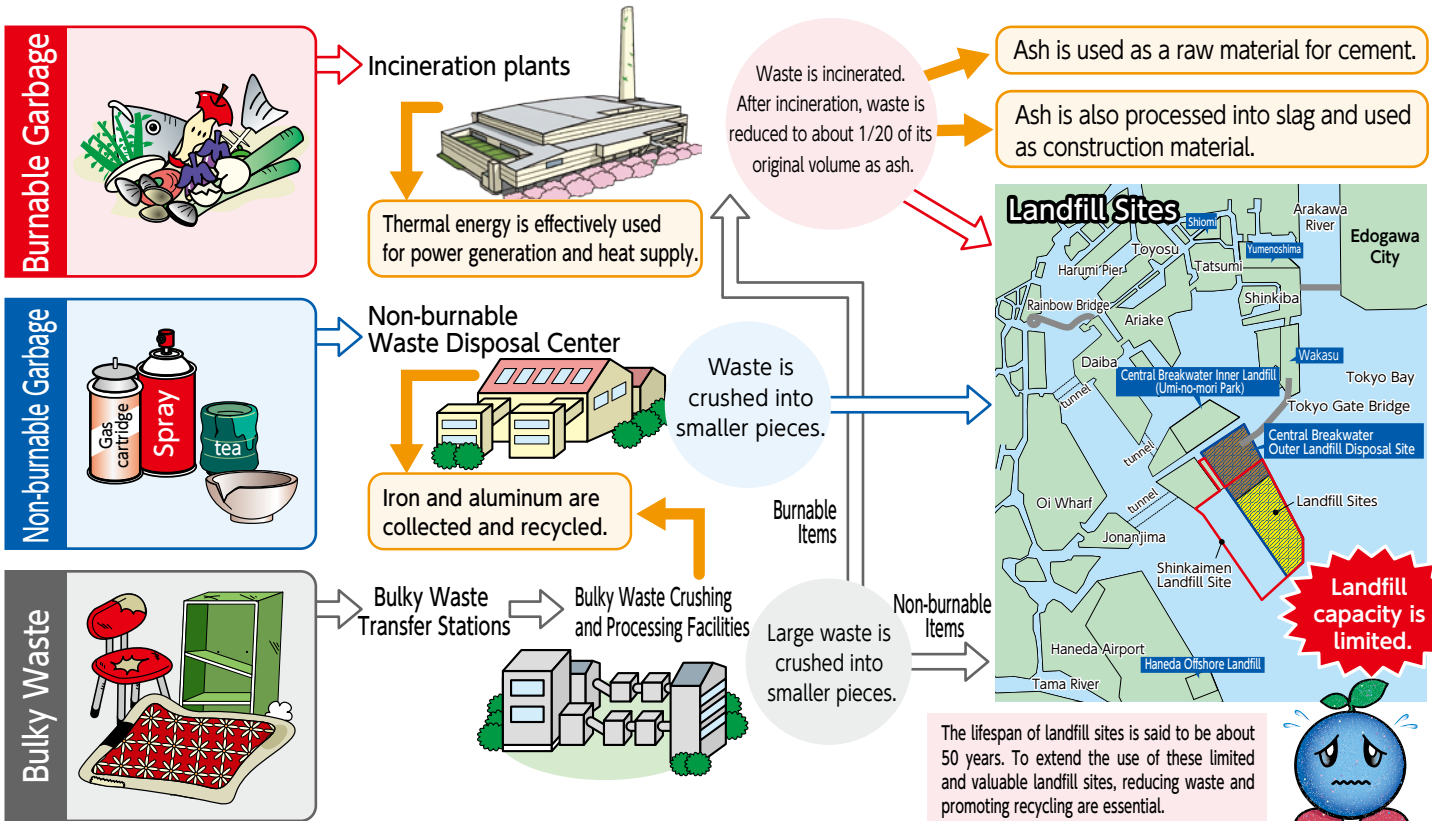 Burnable Garbage
Incineration plants
Thermal energy is effectively used
for power generation and heat supply.
Waste is incinerated.
After incineration, waste is
reduced to about 1/20 of its
original volume as ash.
Ash is used as a raw material for cement.
Ash is also processed into slag and used
as construction material.
Non-burnable Garbage
Gas
cartridge
Spray
tea
Non-burnable
Waste Disposal Center
Waste is
crushed into
smaller pieces.
Iron and aluminum are
collected and recycled.
Bulky Waste
Bulky Waste
Transfer Stations
Bulky Waste Crushing
and Processing Facilities
Large waste is
crushed into
smaller pieces.
Burnable
Items
Non-burnable
Items
Landfill Sites
Shiomi
Arakawa
River
Edogawa
City
Toyosu
Yumenoshima
Harumi Pier
Tatsumi
Rainbow Bridge
Shinkiba
Ariake
Daiba
Wakasu
Central Breakwater Inner Landfill
(Umi-no-mori Park)
Tokyo Bay
tunnel
Tokyo Gate Bridge
Central Breakwater
Outer Landfill Disposal Site
tunnel
Landfill Sites
Oi Wharf
tunnel
Jonanjima
Shinkaimen
Landfill Site
Landfill
capacity is
limited.
Haneda Airport
Haneda Offshore Landfill
Tama River
The lifespan of landfill sites is said to be about
50 years. To extend the use of these limited
and valuable landfill sites, reducing waste and
promoting recycling are essential.